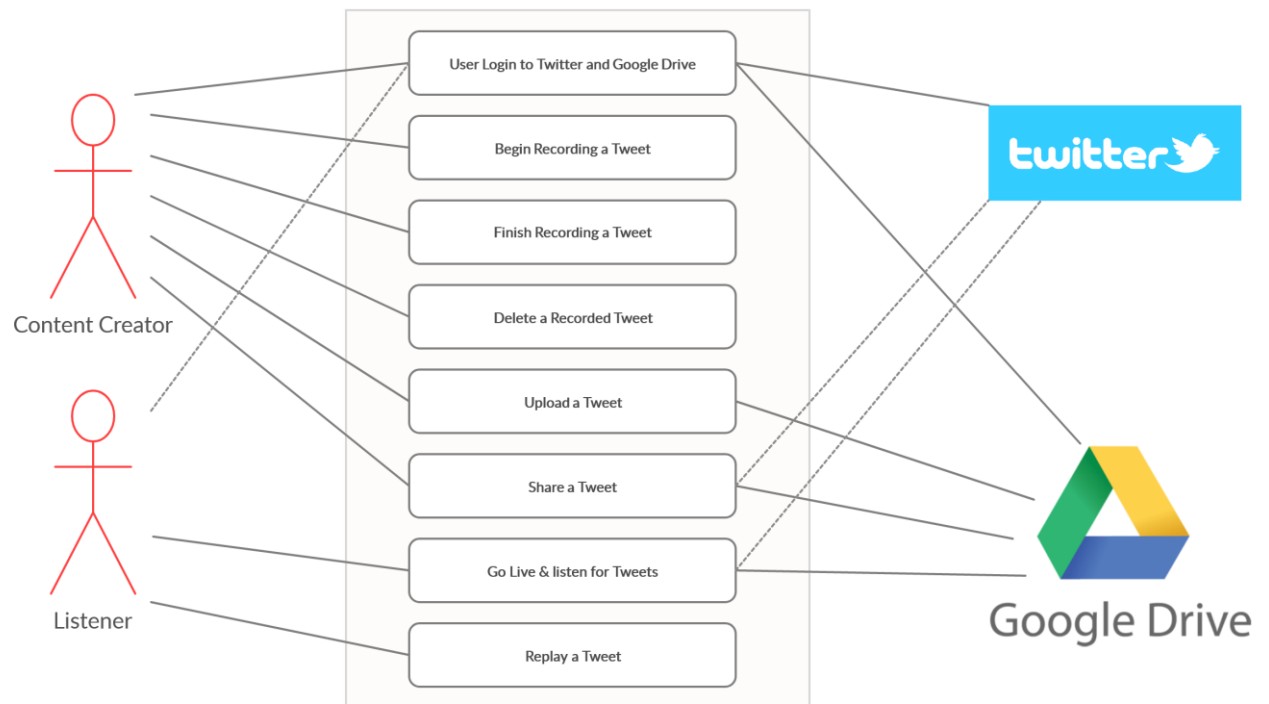 User Login to Twitter and Google Drive
Begin Recording a Tweet
twitter
Finish Recording a Tweet
Delete a Recorded Tweet
Content Creator
Upload a Tweet
Share a Tweet
Go Live & listen for Tweets
Listener
Google Drive
Replay a Tweet